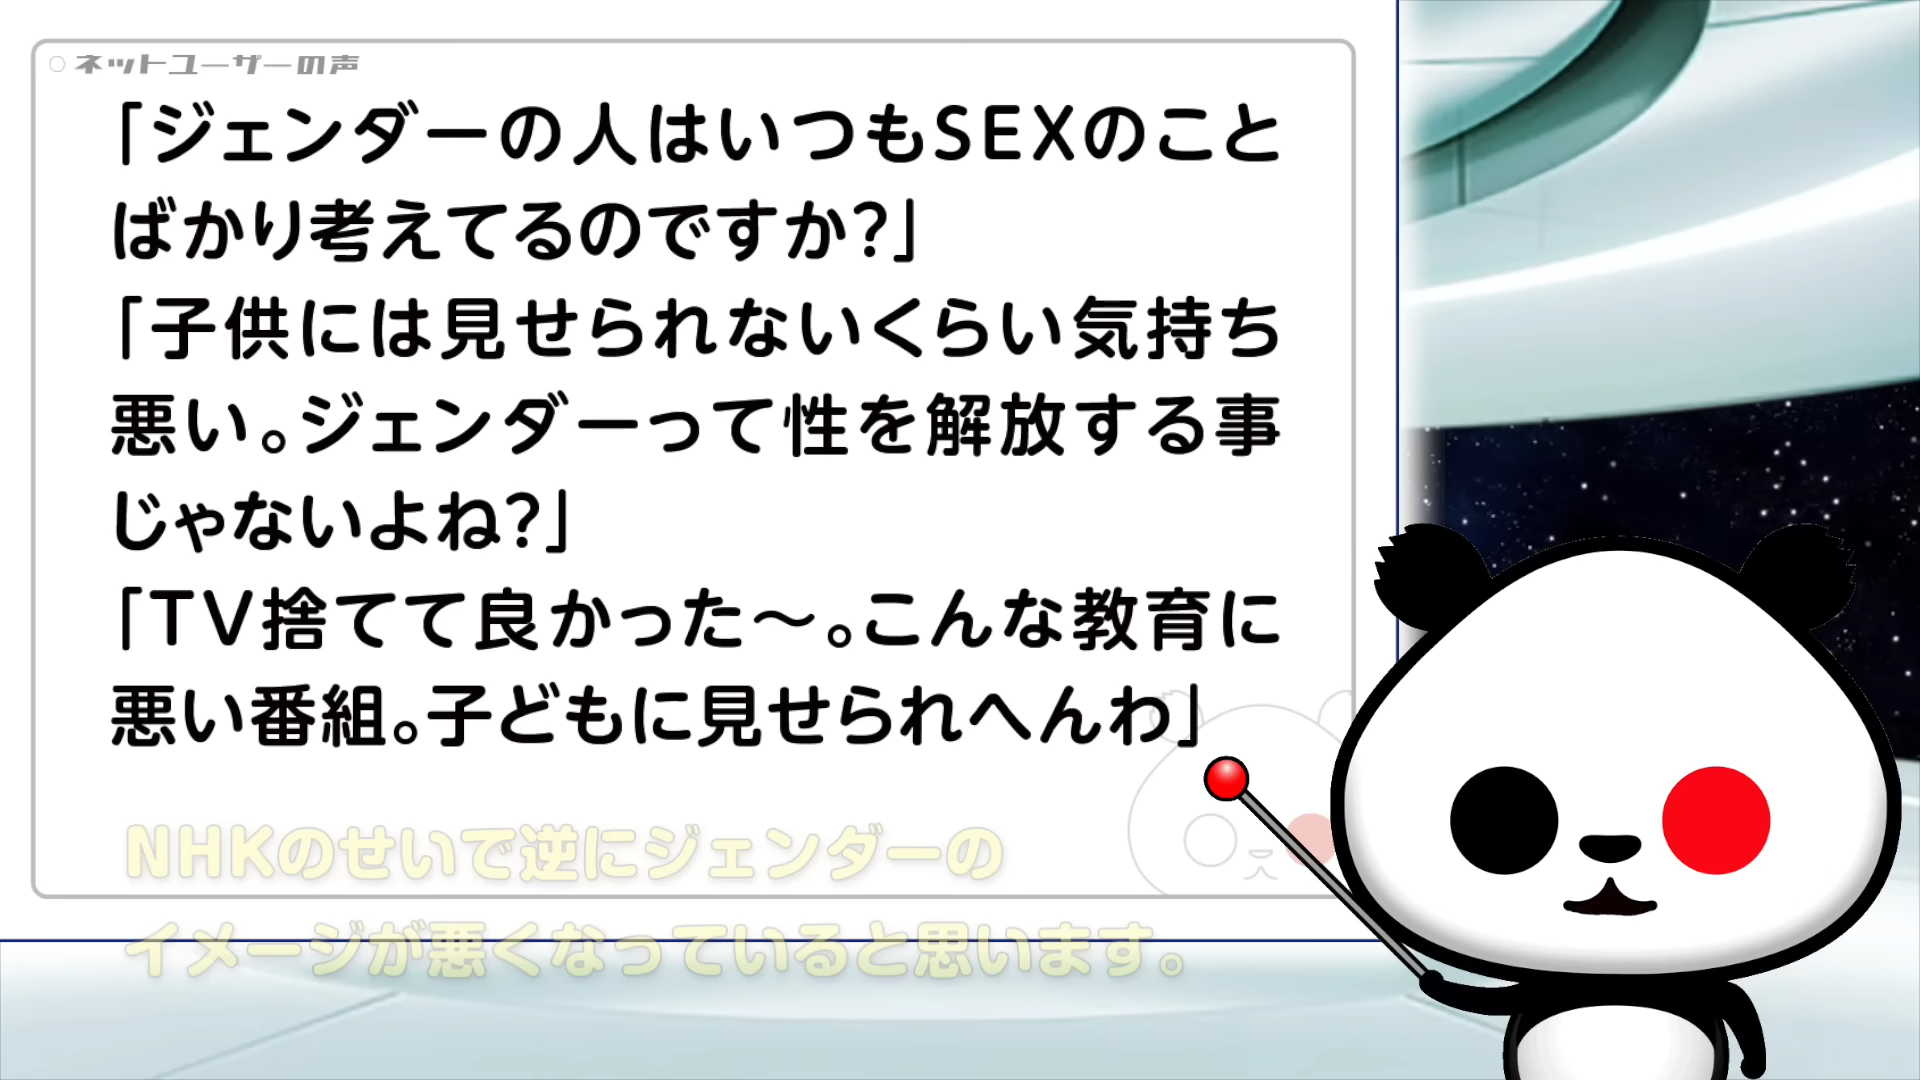 ○ネットユーザーの声
「ジェンダーの人はいつもSEXのこと
ばかり考えてるのですか?」
「子供には見せられないくらい気持ち
悪い。ジェンダーって性を解放する事
じゃないよね?」
「TV捨てて良かった～。こんな教育に
悪い番組。子どもに見せられへんわ」
NHKのせいで逆にジェンダーの
イメージが悪くなっていると思います。